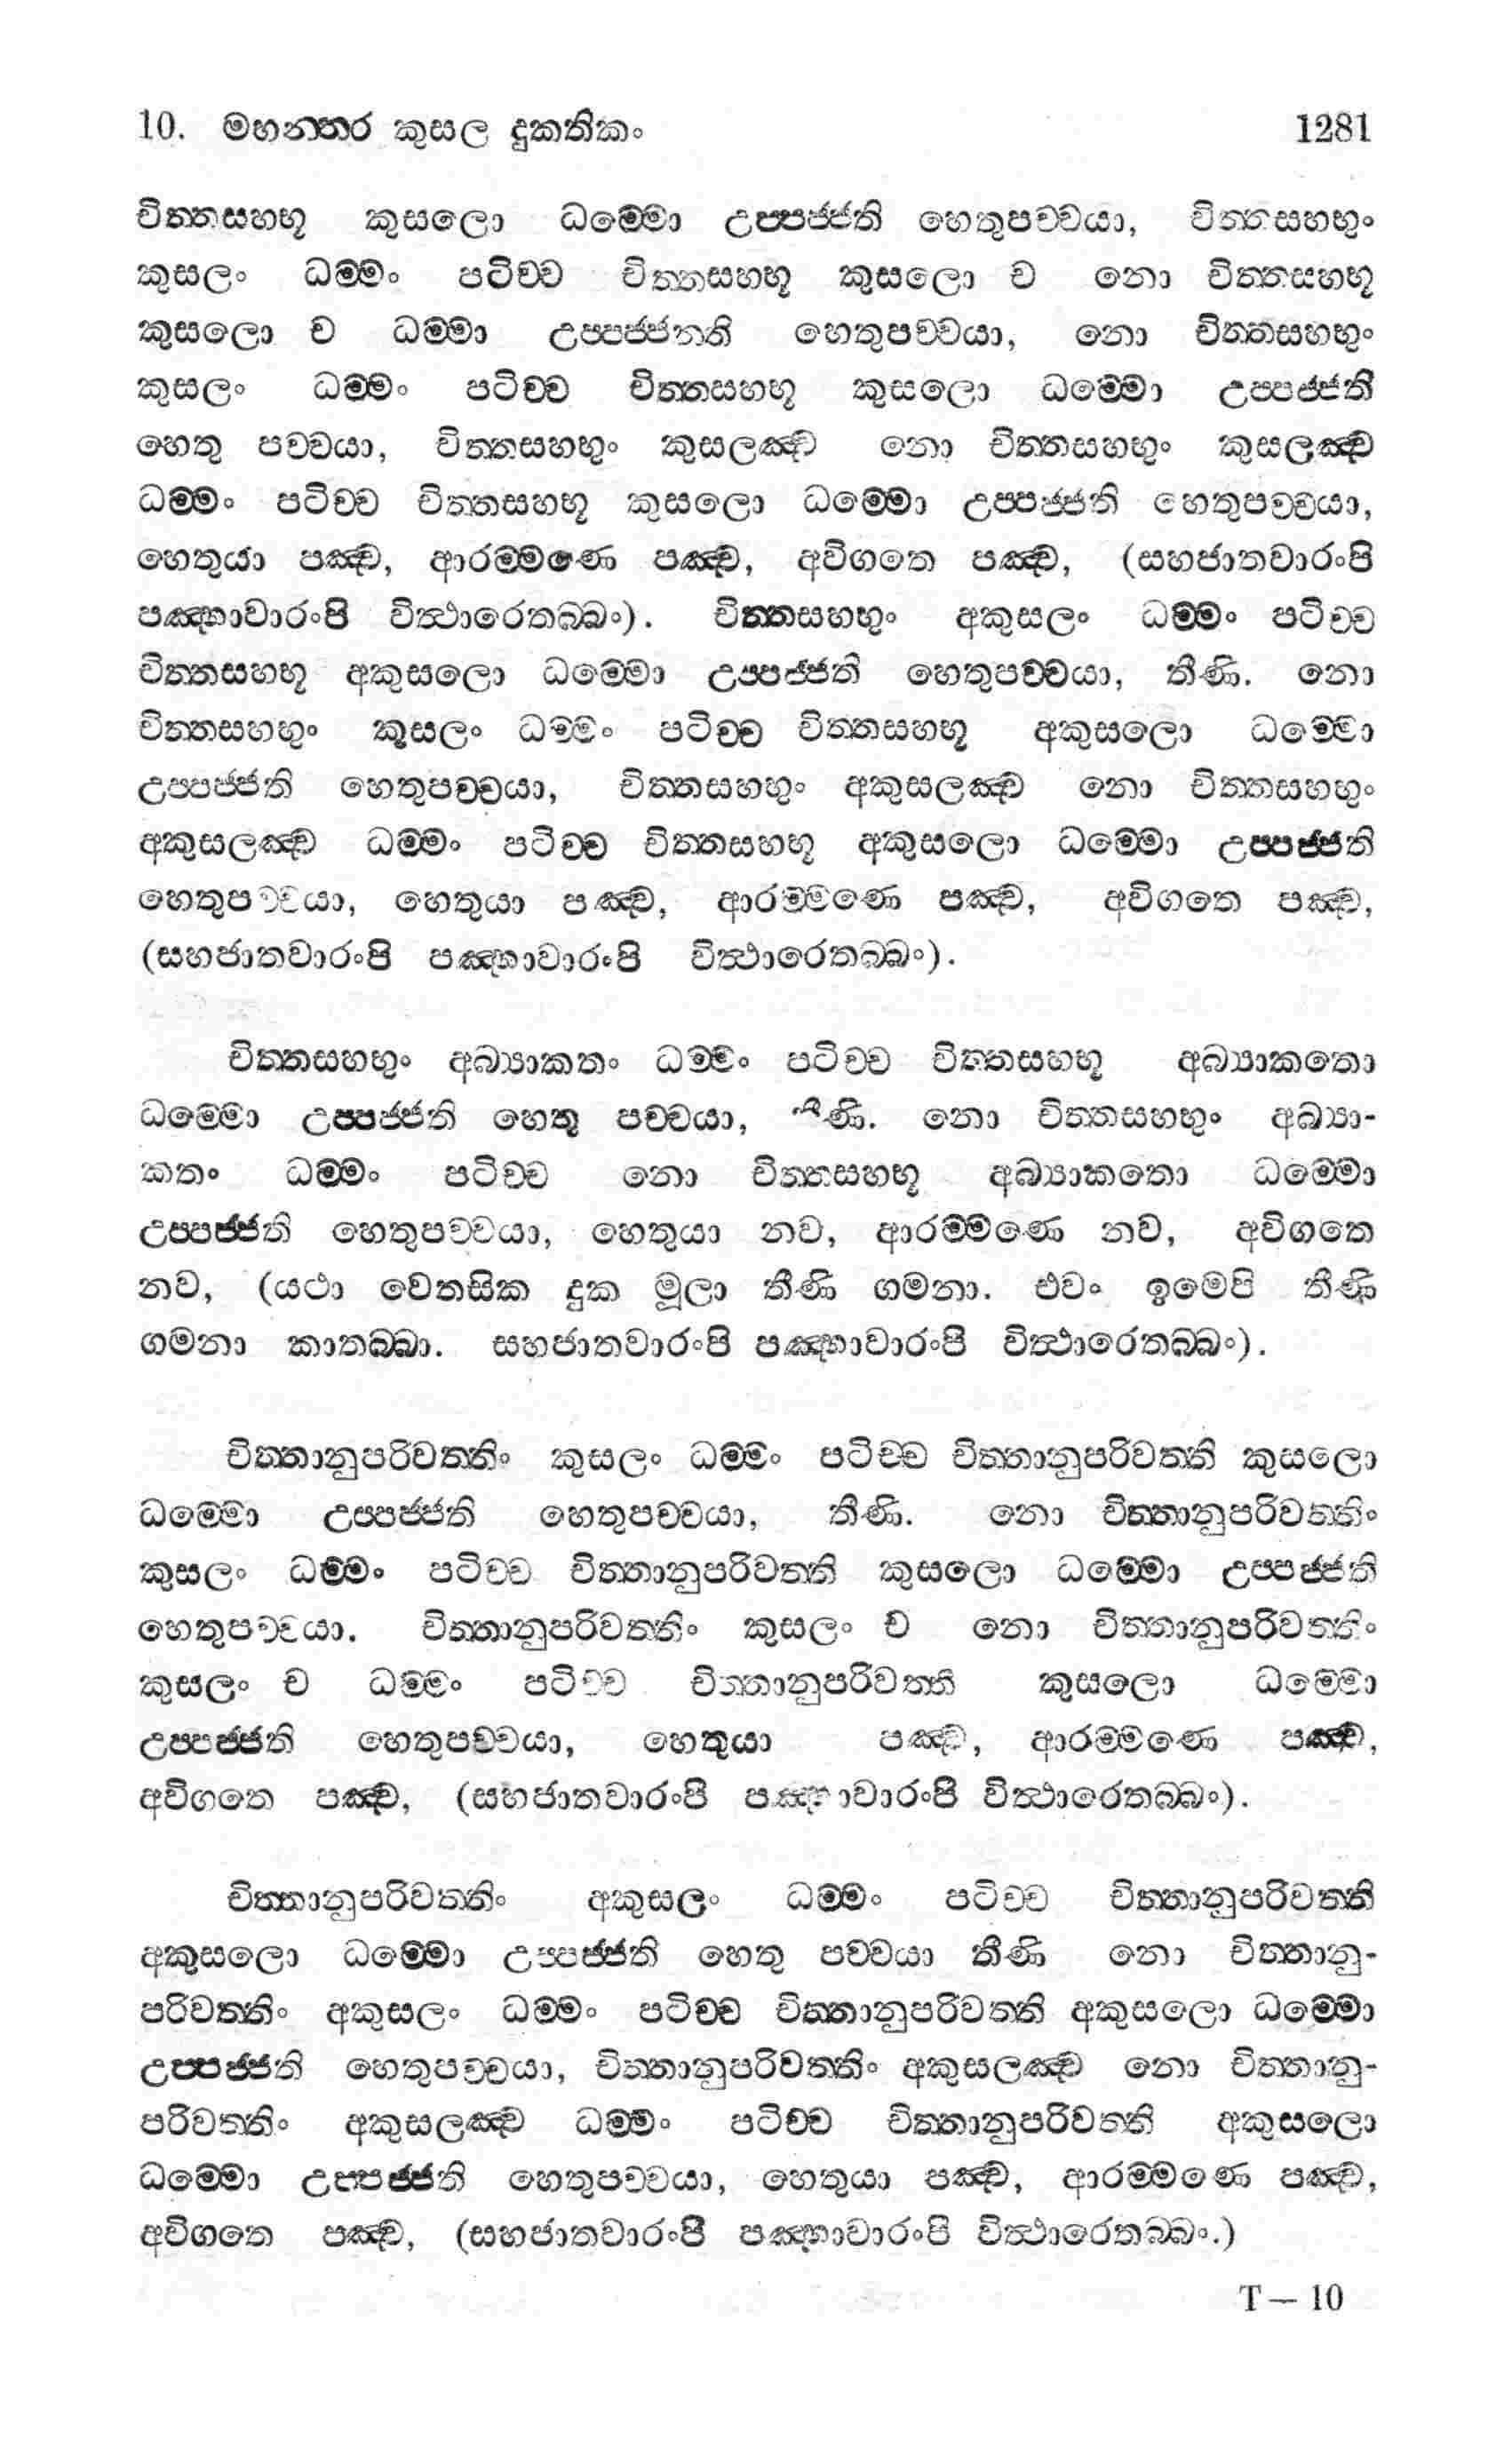 10. මහන්තර කුසල දුකතිකං 1281
චිත්තසහභූ කුසලො ධම්මො උප්පජ්ජති හෙතුපච්චයා, චිත්තසහභුං
කුසලං ධම්මං පටිච්ච චිත්තසහභූ කුසලො ච නො චිත්තසහභූ
කුසලො ච ධම්මා උප්පජ්ජන්ති හෙතුපච්චයා, නො චිත්තසහභුං
කුසලං ධම්මං පටිච්ච චිත්තසහභූ කුසලො ධම්මො උප්පජ්ජති
හෙතු පච්චයා, චිත්තසහභුං කුසලඤ්ච නො චිත්තසහභුං කුසලඤ්ච
ධම්මං පටිච්ච චිත්තසහභූ කුසලො ධම්මො උප්පජ්ජති හෙතුපච්චයා,
හෙතුයා පඤ්ච, ආරම්මණෙ පඤ්ච, අවිගතෙ පඤ්ච, (සහජාතවාරංපි
පඤ්හාවාරංපි විත්ථාරෙතබ්බං). චිත්තසහභුං අකුසලං ධම්මං පටිච්ච
චිත්තසහභූ අකුසලො ධම්මො උප්පජ්ජති හෙතුපච්චයා, තීණි. නො
චිත්තසහභුං කුසලං ධම්මං පටිච්ච චිත්තසහභූ අකුසලො ධම්මො
උප්පජ්ජති හෙතුපච්චයා, චිත්තසහභුං අකුසලඤ්ච නො චිත්තසහභුං
අකුසලඤ්ච ධම්මං පටිච්ච චිත්තසහභූ අකුසලො ධම්මො උප්පජ්ජති
හෙතුපච්චයා, හෙතුයා පඤ්ච, ආරම්මණෙ පඤ්ච, අවිගතෙ පඤ්ච,
(සහජාතවාරංපි පඤ්හාවාරංපි විත්ථාරෙතබ්බං).
චිත්තසහභුං අබ්‍යාකතං ධම්මං පටිච්ච චිත්තසහභූ අබ්‍යාකතො
ධම්මො උප්පජ්ජති හෙතු පච්චයා, තීණි. නො චිත්තසහභුං අබ්‍යා-
කතං ධම්මං පටිච්ච නො චිත්තසහභූ අබ්‍යාකතො ධම්මො
උප්පජ්ජති හෙතුපච්චයා, හෙතුයා නව, ආරම්මණෙ නව, අවිගතෙ
නව, (යථා චෙතසික දුක මූලා තීණි ගමනා. එවං ඉමෙපි තීණි
ගමනා කාතබ්බා. සහජාතවාරංපි පඤ්හාවාරංපි විත්ථාරෙතබ්බං).
චිත්තානුපරිවත්තිං කුසලං ධම්මං පටිච්ච චිත්තානුපරිවත්ති කුසලො
ධම්මො උප්පජ්ජති හෙතුපච්චයා, තීණි. නො චිත්තානුපරිවත්තිං
කුසලං ධම්මං පටිච්ච චිත්තානුපරිවත්ති කුසලො ධම්මො උප්පජ්ජති
හෙතුපච්චයා. චිත්තානුපරිවත්තිං කුසලං ච නො චිත්තානුපරිවත්තිං
කුසලං ච ධම්මං පටිච්ච චිත්තානුපරිවත්ති කුසලො ධම්මො
උප්පජ්ජති හෙතුපච්චයා, හෙතුයා පඤ්ච, ආරම්මණෙ පඤ්ච,
අවිගතෙ පඤ්ච, (සහජාතවාරංපි පඤ්හාවාරංපි විත්ථාරෙතබ්බං).
චිත්තානුපරිවත්තිං අකුසලං ධම්මං පටිච්ච චිත්තානුපරිවත්ති
අකුසලො ධම්මො උප්පජ්ජති හෙතු පච්චයා තීණි නො චිත්තානු-
පරිවත්තිං අකුසලං ධම්මං පටිච්ච චිත්තානුපරිවත්ති අකුසලො ධම්මො
උප්පජ්ජති හෙතුපච්චයා, චිත්තානුපරිවත්තිං අකුසලඤ්ච නො චිත්තානු-
පරිවත්තිං අකුසලඤ්ච ධම්මං පටිච්ච චිත්තානුපරිවත්ති අකුසලො
ධම්මො උප්පජ්ජති හෙතුපච්චයා, හෙතුයා පඤ්ච, ආරම්මණෙ පඤ්ච,
අවිගතෙ පඤ්ච, (සහජාතවාරංපි පඤ්හාවාරංපි විත්ථාරෙතබ්බං.)
T — 10